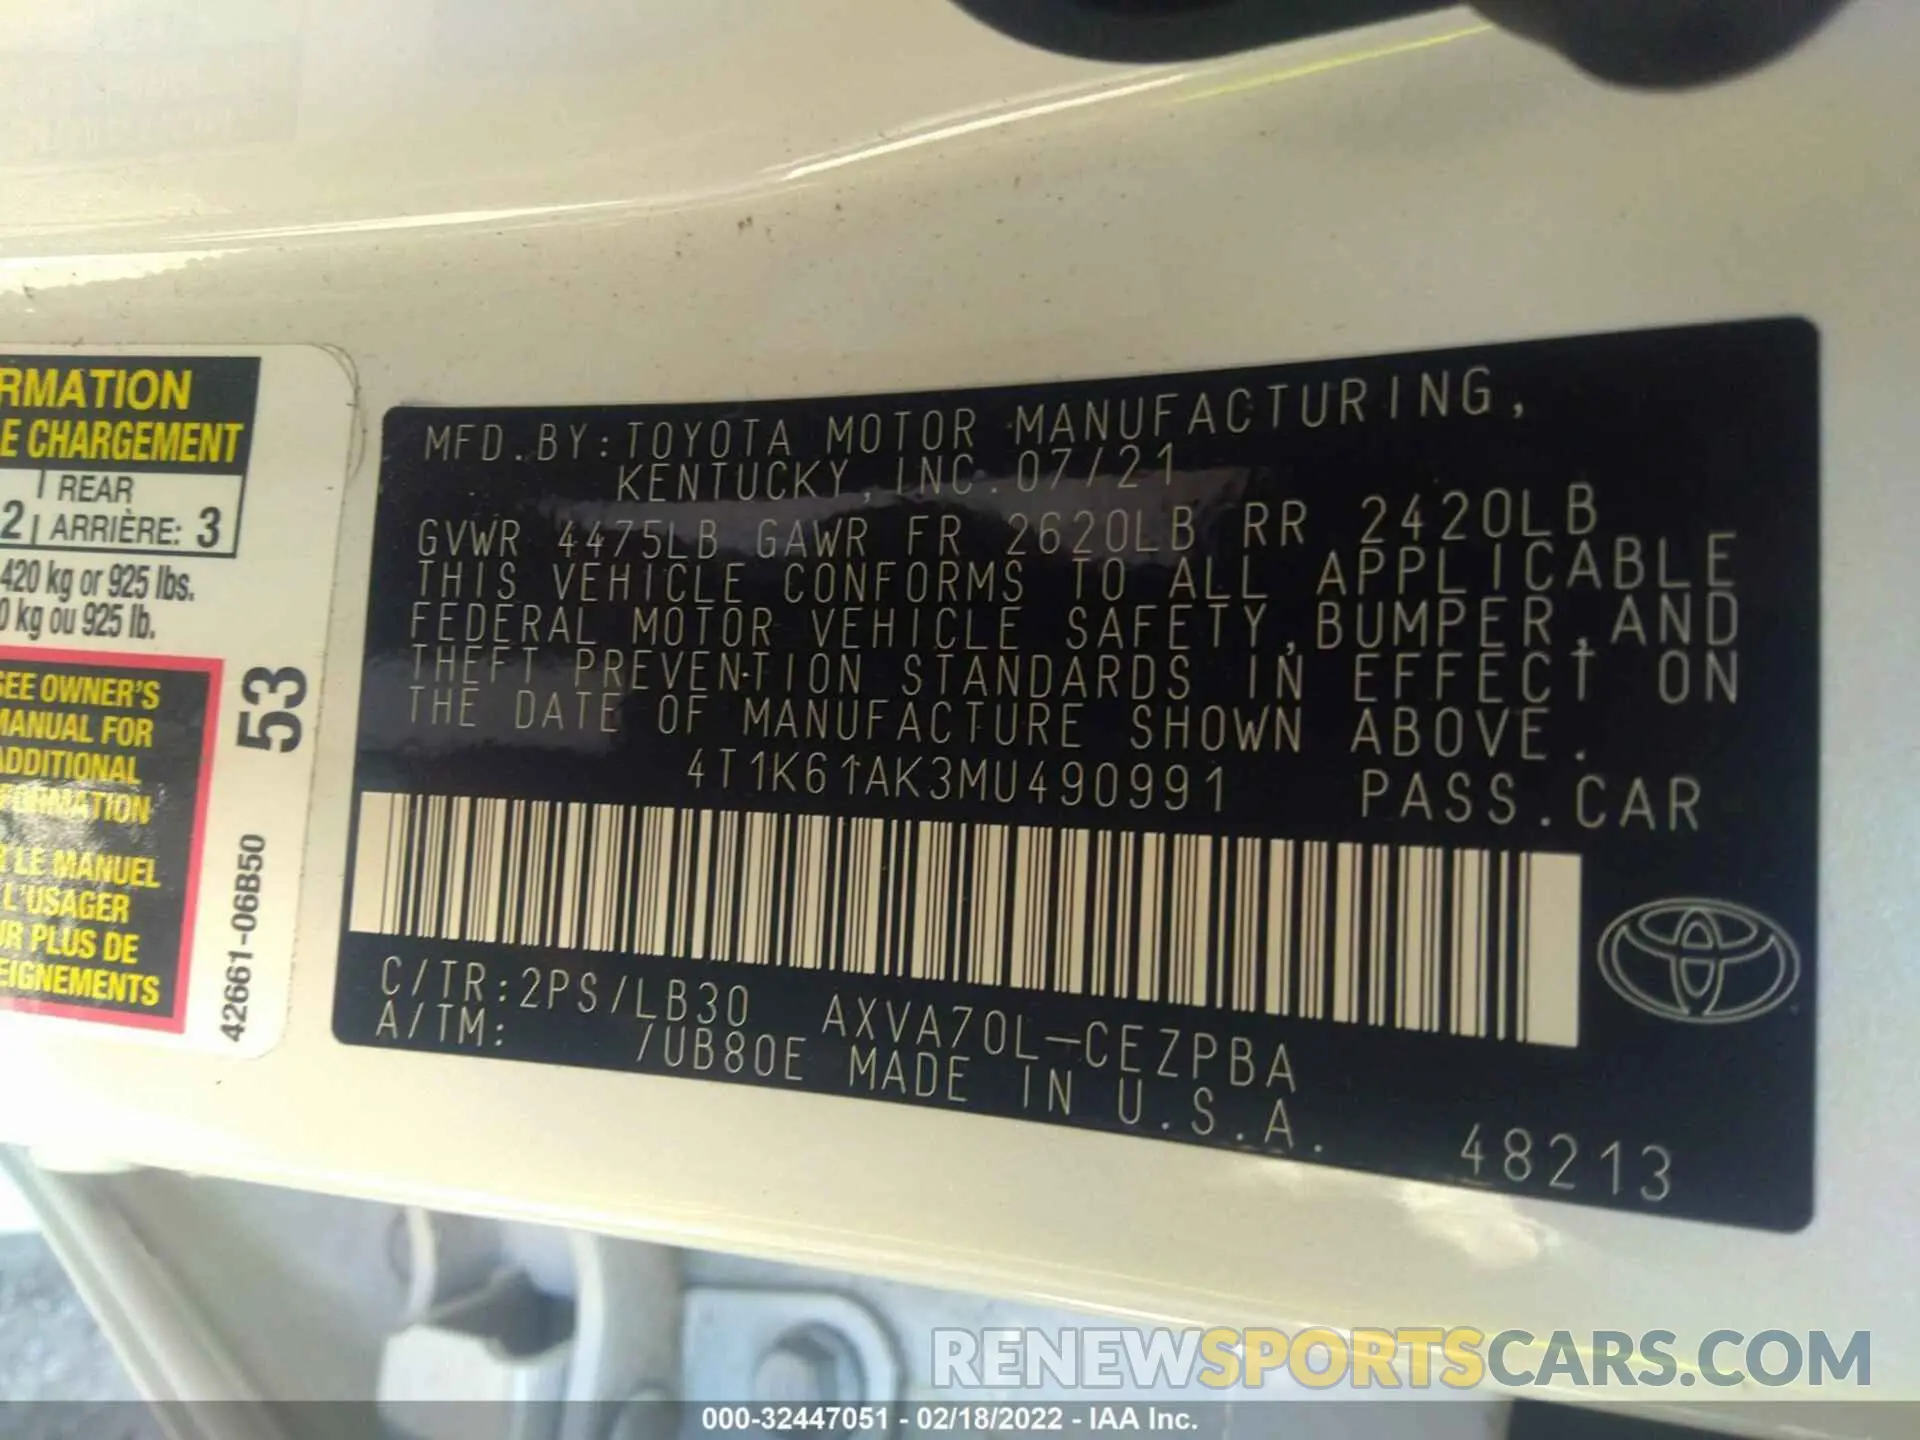 RMATION
E CHARGEMENT
REAR
2 ARRIÈRE: 3
420 kg or 925 lbs.
0 kg ou 925 lb.
SEE OWNER'S
MANUAL FOR
ADDITIONAL
FORMATION
R LE MANUEL
L'USAGER
UR PLUS DE
EIGNEMENTS
53
42661-06B50
MFD.BY:TOYOTA MOTOR MANUFACTURING,
KENTUCKY, INC. 07/21
GVWR 4475LB GAWR FR 2620LB RR 2420LB
THIS VEHICLE CONFORMS TO ALL APPLICABLE
FEDERAL MOTOR VEHICLE SAFETY,BUMPER,AND
THEFT PREVENTION STANDARDS IN EFFECT ON
THE DATE OF MANUFACTURE SHOWN ABOVE.
4T1K61AK3MU490991 PASS.CAR
C/TR:2PS/LB30 AXVA70L-CEZPBA
A/TM: /UB80E MADE IN U.S.A.
48213
RENEWSPORTSCARS.COM
000-32447051 - 02/18/2022 - IAA Inc.